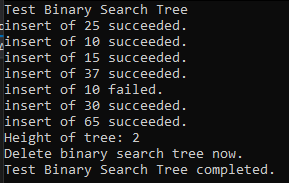 Test Binary Search Tree
insert of 25 succeeded.
insert of 10 succeeded.
insert of 15 succeeded.
insert of 37 succeeded.
insert of 10 failed.
insert of 30 succeeded.
insert of 65 succeeded.
Height of tree: 2
Delete binary search tree now.
Test Binary Search Tree completed.